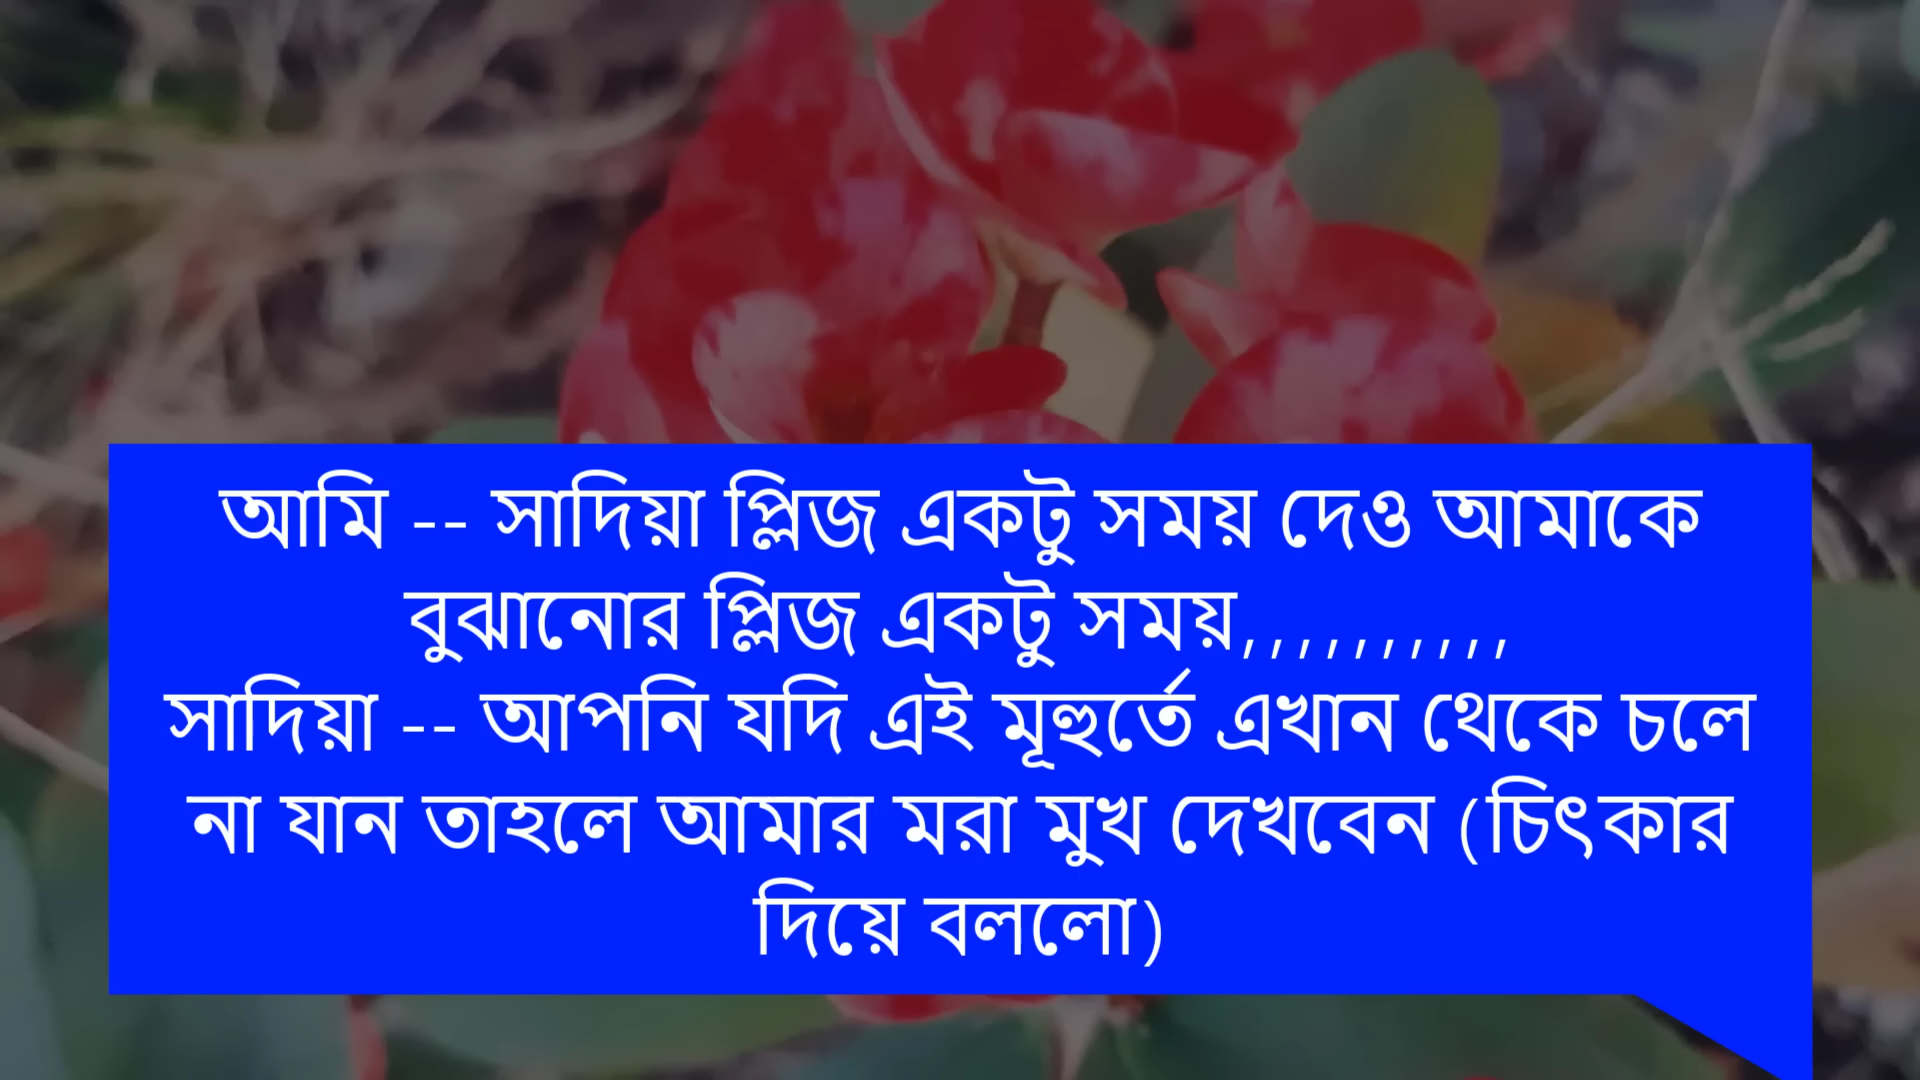 আমি -- সাদিয়া প্লিজ একটু সময় দেও আমাকে
বুঝানোর প্লিজ একটু সময়,,,,,,,,,,
সাদিয়া -- আপনি যদি এই মূহুর্তে এখান থেকে চলে
না যান তাহলে আমার মরা মুখ দেখবেন (চিৎকার
দিয়ে বললো)